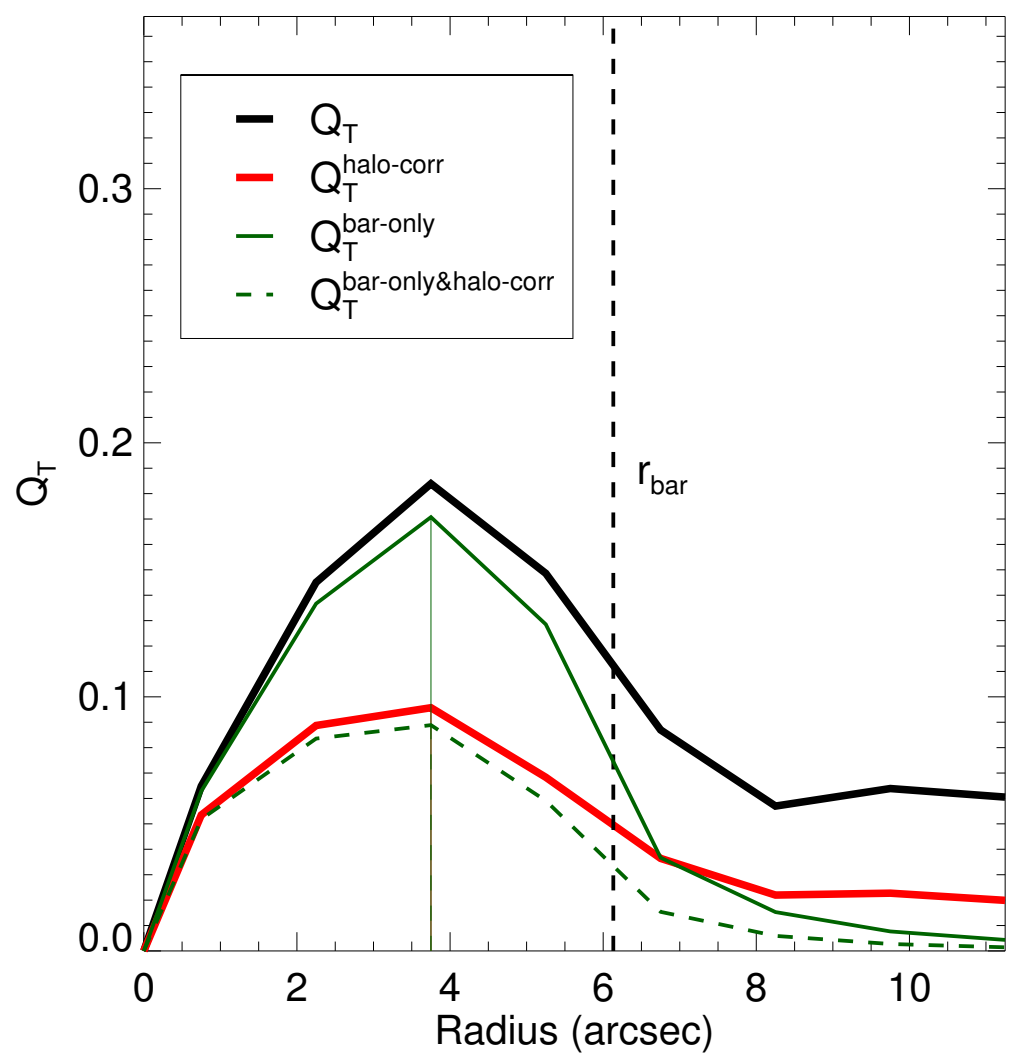 Q_T
Q_T^halo-corr
Q_T^bar-only
Q_T^bar-only&halo-corr
0.3
0.2
r_bar
Q_T
0.1
0.0
0 2 4 6 8 10
Radius (arcsec)